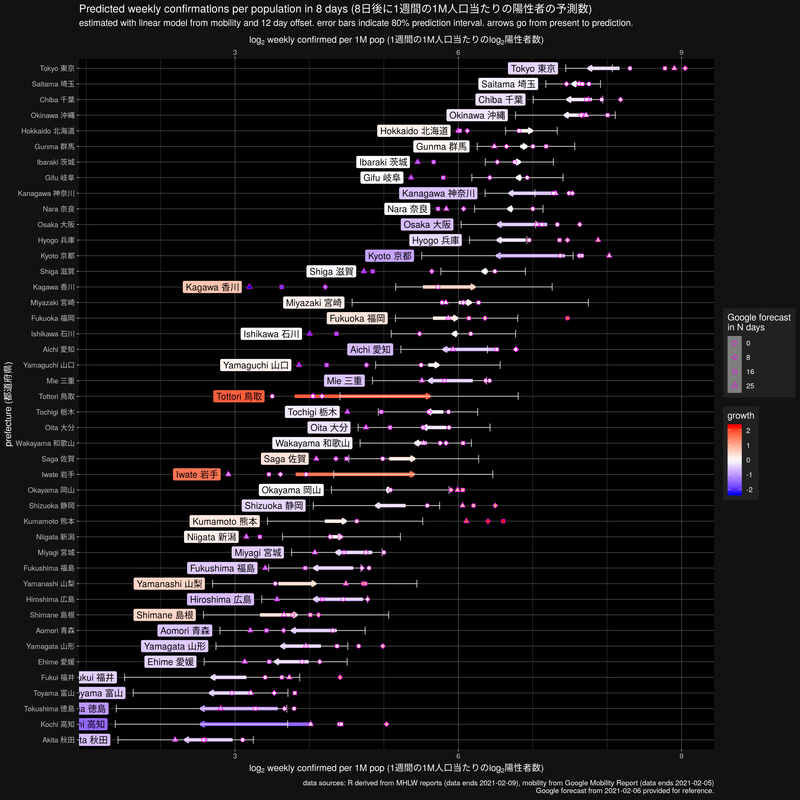 Predicted weekly confirmations per population in 8 days (8日後に1週間の1M人口当たりの陽性者の予測数)
estimated with linear model from mobility and 12 day offset. error bars indicate 80% prediction interval. arrows go from present to prediction.
log2 weekly confirmed per 1M pop (1週間の1M人口当たりのlog2陽性者数)
3 6 9
Tokyo 東京 Tokyo 東京
Saitama 埼玉 Saitama 埼玉
Chiba 千葉 Chiba 千葉
Okinawa 沖縄 Okinawa 沖縄
Hokkaido 北海道 Hokkaido 北海道
Gunma 群馬 Gunma 群馬
Ibaraki 茨城 Ibaraki 茨城
Gifu 岐阜 Gifu 岐阜
Kanagawa 神奈川 Kanagawa 神奈川
Nara 奈良 Nara 奈良
Osaka 大阪 Osaka 大阪
Hyogo 兵庫 Hyogo 兵庫
Kyoto 京都 Kyoto 京都
Shiga 滋賀 Shiga 滋賀
Kagawa 香川 Kagawa 香川
Miyazaki 宮崎 Miyazaki 宮崎
Fukuoka 福岡 Fukuoka 福岡
Ishikawa 石川 Ishikawa 石川
Aichi 愛知 Aichi 愛知
Yamaguchi 山口 Yamaguchi 山口
Mie 三重 Mie 三重
Tottori 鳥取 Tottori 鳥取
Tochigi 栃木 Tochigi 栃木
Oita 大分 Oita 大分
Wakayama 和歌山 Wakayama 和歌山
Saga 佐賀 Saga 佐賀
Iwate 岩手 Iwate 岩手
Okayama 岡山 Okayama 岡山
Shizuoka 静岡 Shizuoka 静岡
Kumamoto 熊本 Kumamoto 熊本
Niigata 新潟 Niigata 新潟
Miyagi 宮城 Miyagi 宮城
Fukushima 福島 Fukushima 福島
Yamanashi 山梨 Yamanashi 山梨
Hiroshima 広島 Hiroshima 広島
Shimane 島根 Shimane 島根
Aomori 青森 Aomori 青森
Yamagata 山形 Yamagata 山形
Ehime 愛媛 Ehime 愛媛
Fukui 福井 ukui 福井
Toyama 富山 yama 富山
Tokushima 徳島 a 徳島
Kochi 高知 i 高知
Akita 秋田 ta 秋田
3 6 9
log2 weekly confirmed per 1M pop (1週間の1M人口当たりのlog2陽性者数)
prefecture (都道府県)
Google forecast
in N days
0
8
16
25
growth
2
1
0
-1
-2
data sources: R derived from MHLW reports (data ends 2021-02-09), mobility from Google Mobility Report (data ends 2021-02-05)
Google forecast from 2021-02-06 provided for reference.